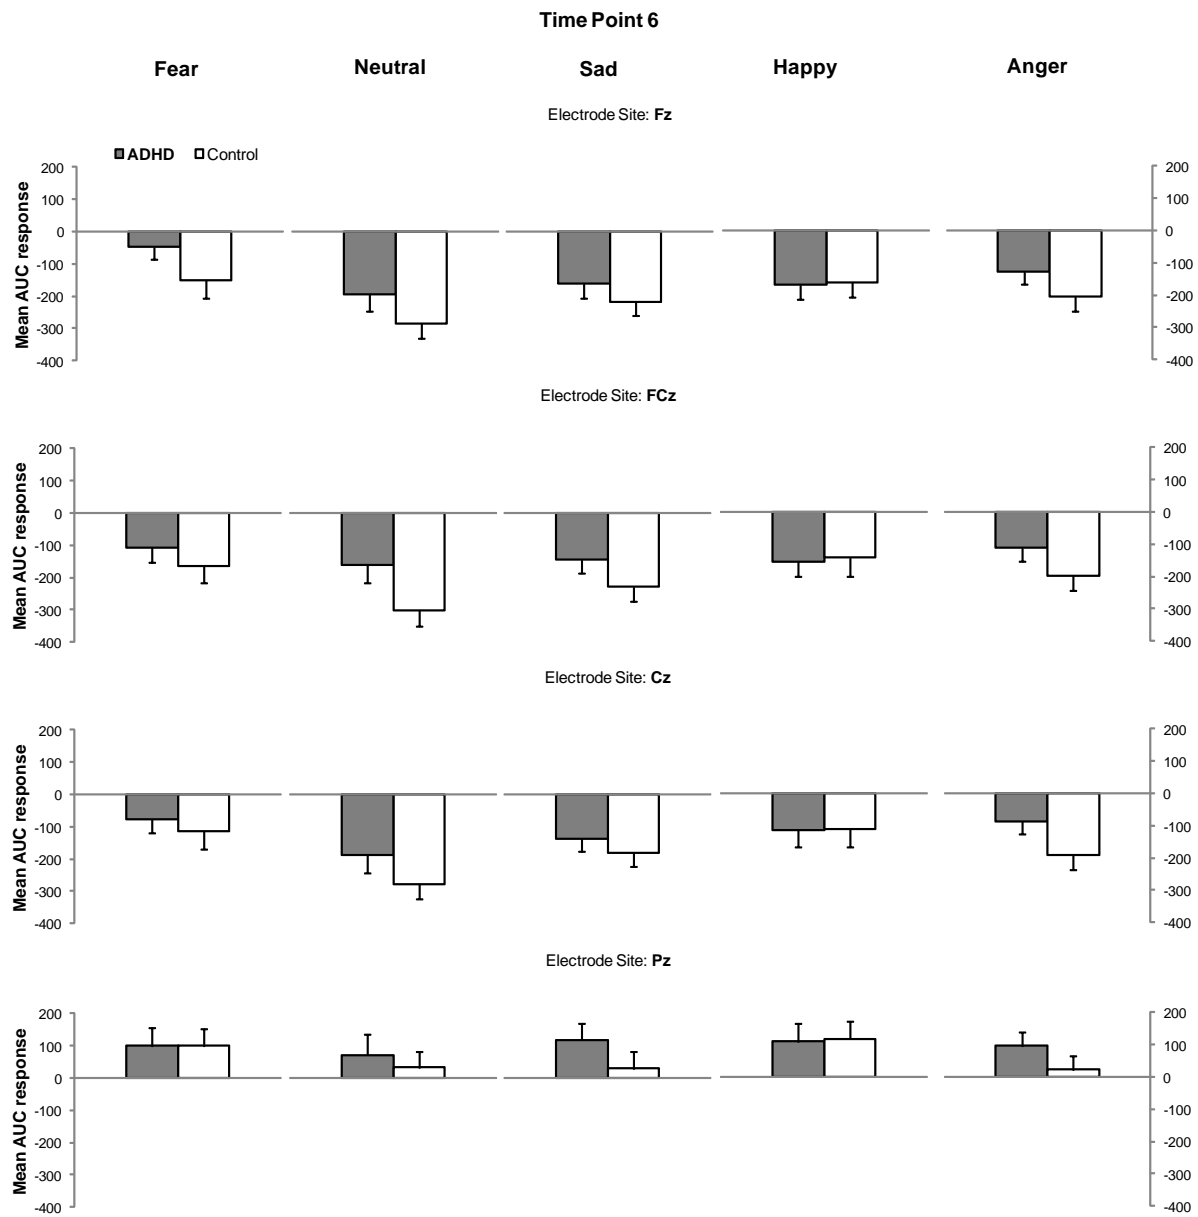 Time Point 6
Fear Neutral Sad Happy Anger
Electrode Site: Fz
ADHD Control
Mean AUC response
200 200
100 100
0 0
-100 -100
-200 -200
-300 -300
-400 -400
Electrode Site: FCz
Mean AUC response
200 200
100 100
0 0
-100 -100
-200 -200
-300 -300
-400 -400
Electrode Site: Cz
Mean AUC response
200 200
100 100
0 0
-100 -100
-200 -200
-300 -300
-400 -400
Electrode Site: Pz
Mean AUC response
200 200
100 100
0 0
-100 -100
-200 -200
-300 -300
-400 -400